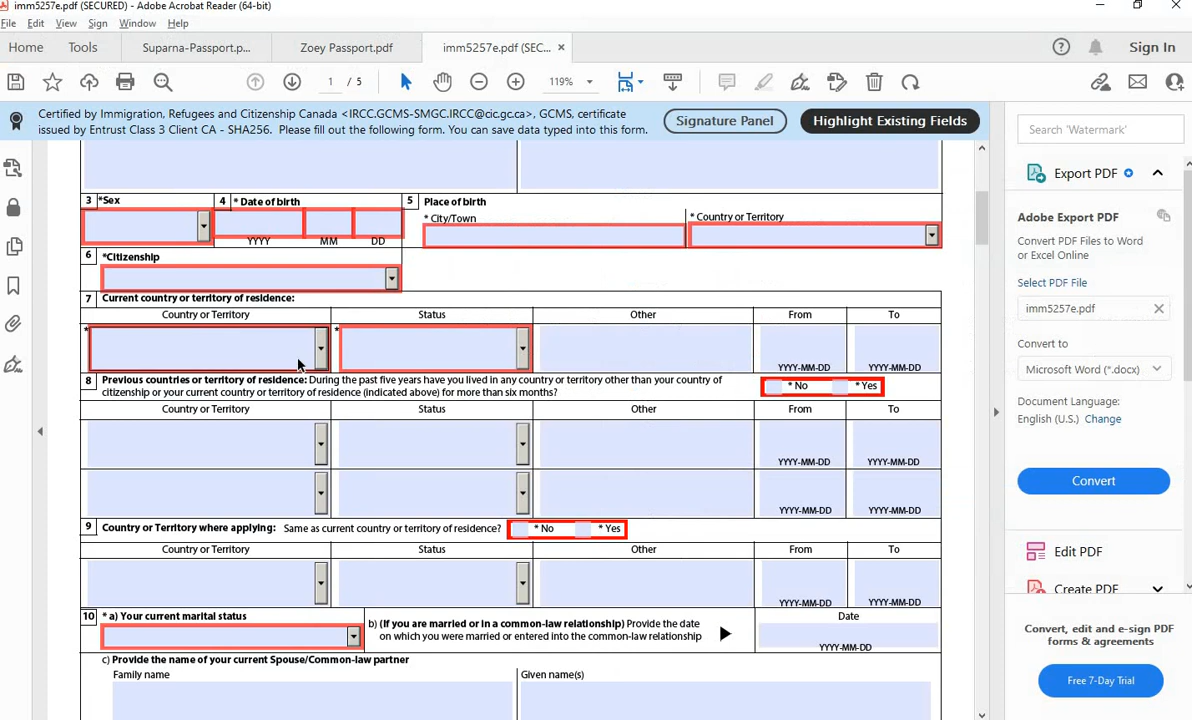 imm5257e.pdf (SECURED) - Adobe Acrobat Reader (64-bit)
File Edit View Sign Window Help
Home Tools Suparna-Passport.p... Zoey Passport.pdf imm5257e.pdf (SEC... × Sign In
1 / 5 119%
Certified by Immigration, Refugees and Citizenship Canada <IRCC.GCMS-SMGC.IRCC@cic.gc.ca>, GCMS, certificate
issued by Entrust Class 3 Client CA - SHA256. Please fill out the following form. You can save data typed into this form.
Signature Panel Highlight Existing Fields
3 *Sex 4 * Date of birth 5 Place of birth
* City/Town * Country or Territory
YYYY MM DD
6 *Citizenship
7 Current country or territory of residence:
Country or Territory Status Other From To
* *
YYYY-MM-DD YYYY-MM-DD
8 Previous countries or territory of residence: During the past five years have you lived in any country or territory other than your country of
citizenship or your current country or territory of residence (indicated above) for more than six months?
* No * Yes
Country or Territory Status Other From To
YYYY-MM-DD YYYY-MM-DD
YYYY-MM-DD YYYY-MM-DD
9 Country or Territory where applying: Same as current country or territory of residence? * No * Yes
Country or Territory Status Other From To
YYYY-MM-DD YYYY-MM-DD
10 * a) Your current marital status
b) (If you are married or in a common-law relationship) Provide the date
on which you were married or entered into the common-law relationship
Date
YYYY-MM-DD
c) Provide the name of your current Spouse/Common-law partner
Family name Given name(s)
Search 'Watermark'
Export PDF
Adobe Export PDF
Convert PDF Files to Word
or Excel Online
Select PDF File
imm5257e.pdf ×
Convert to
Microsoft Word (*.docx)
Document Language:
English (U.S.) Change
Convert
Edit PDF
Create PDF
Convert, edit and e-sign PDF
forms & agreements
Free 7-Day Trial